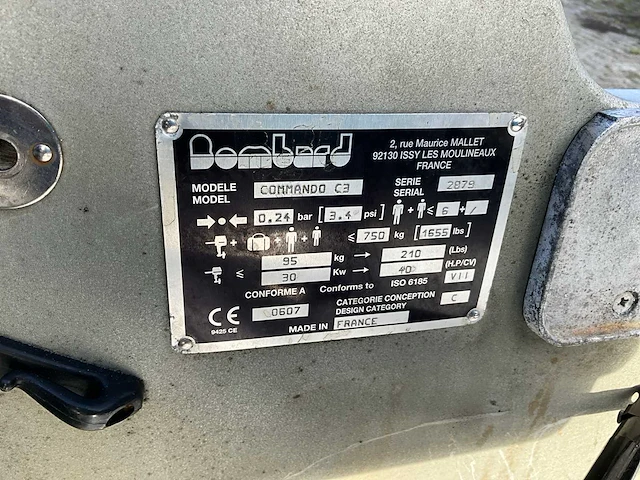 Bombard
2, rue Maurice MALLET
92130 ISSY LES MOULINEAUX
FRANCE
MODELE
MODEL
COMMANDO C3
SERIE
SERIAL
2879
0.24 bar [3.4 psi]
+ ≤ 6 + /
+ + + ≤ 750 kg [1655 lbs]
95 kg → 210 (Lbs)
≤ 30 Kw → 40 (H.P/CV)
CONFORME A Conforms to ISO 6185 VII
CE 0607
9425 CE
CATEGORIE CONCEPTION
DESIGN CATEGORY
C
MADE IN FRANCE